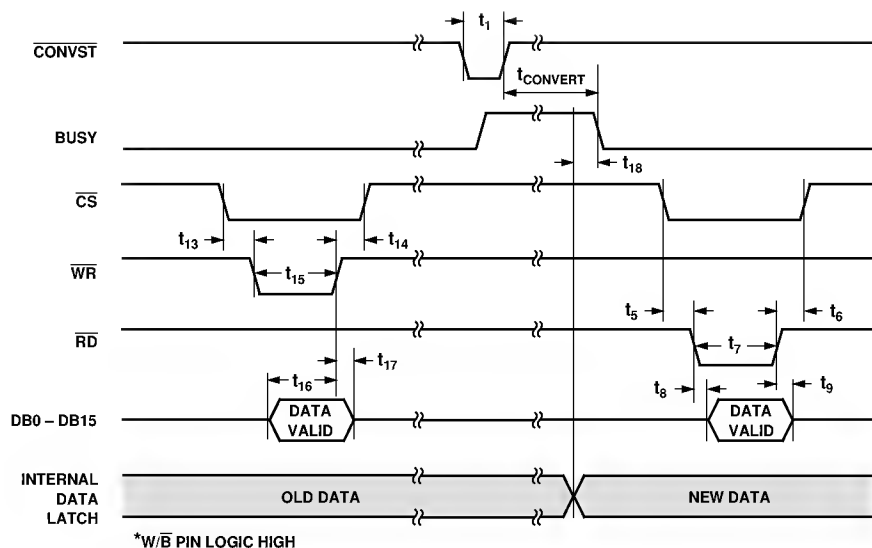 t1
CONVST
tCONVERT
BUSY
t18
CS
t13
t14
WR
t15
t5
t6
RD
t7
t17
t16
t8
t9
DB0 – DB15
DATA VALID
DATA VALID
INTERNAL
DATA
LATCH
OLD DATA
NEW DATA
*W/B̅ PIN LOGIC HIGH